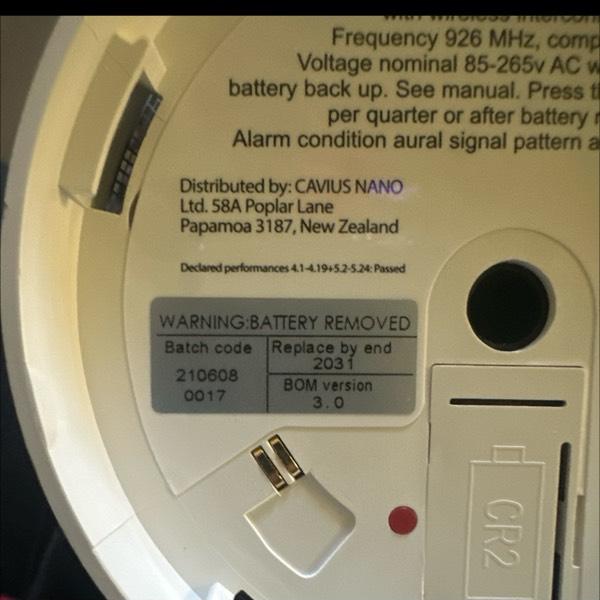 with wireless
Frequency 926 MHz,
Voltage nominal 85-265v AC
battery back up. See manual. Press
per quarter or after battery
Alarm condition aural signal pattern
Distributed by: CAVIUS NANO
Ltd. 58A Poplar Lane
Papamoa 3187, New Zealand
Declared performances 4.1-4.19+5.2-5.24: Passed
WARNING:BATTERY REMOVED
Batch code
210608
0017
Replace by end
2031
BOM version
3.0
CR2